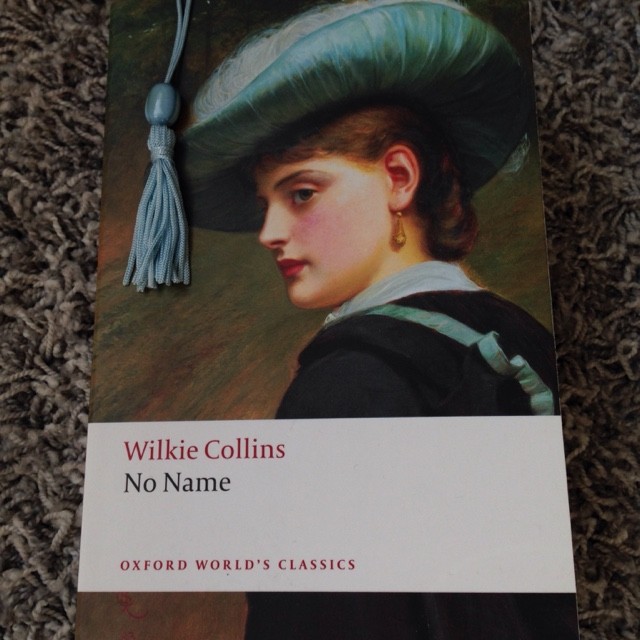 Wilkie Collins
No Name
OXFORD WORLD'S CLASSICS